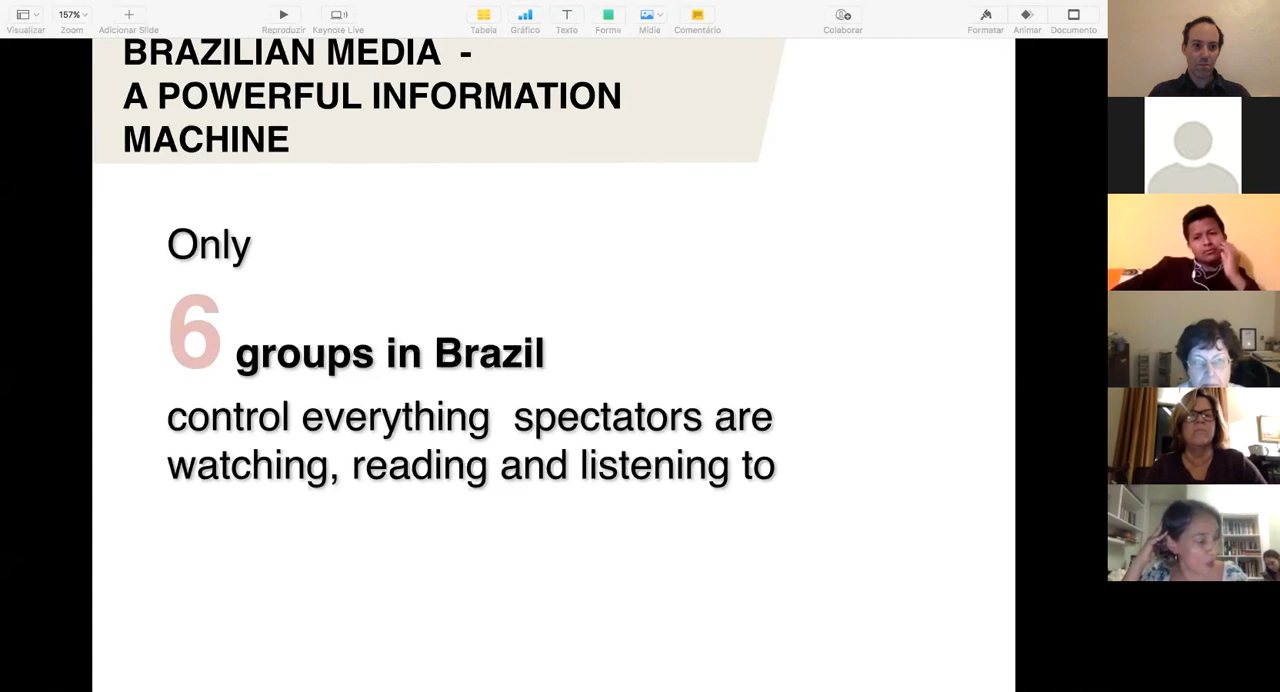 157%
Visualizar
Zoom
Adicionar Slide
Reproduzir
Keynote Live
Tabela
Gráfico
Texto
Forma
Mídia
Comentário
Colaborar
Formatar
Animar
Documento
BRAZILIAN MEDIA -
A POWERFUL INFORMATION
MACHINE
Only
6 groups in Brazil
control everything spectators are
watching, reading and listening to